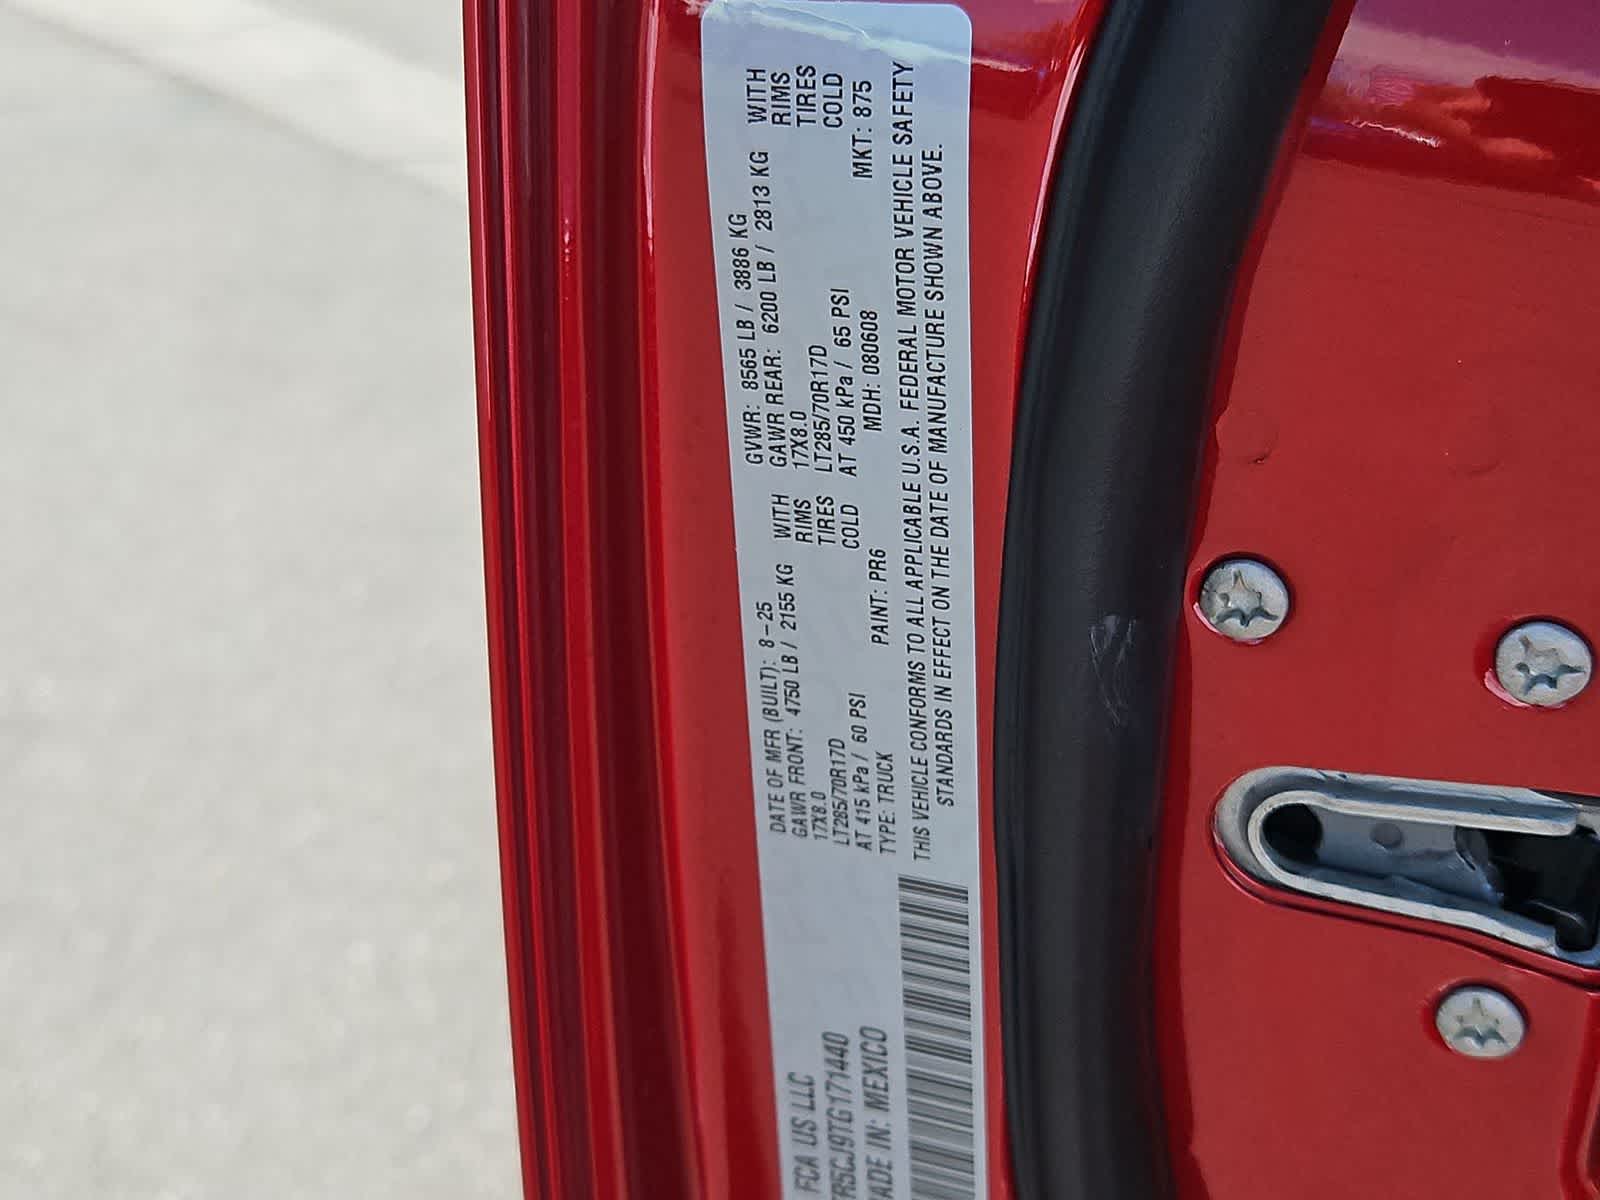 FCA US LLC
R5CJ9TG171440
ADE IN: MEXICO
DATE OF MFR (BUILT): 8-25
GAWR FRONT: 4750 LB / 2155 KG WITH
17X8.0 RIMS
LT285/70R17D TIRES
AT 415 kPa / 60 PSI COLD
TYPE: TRUCK PAINT: PR6
GVWR: 8565 LB / 3886 KG
GAWR REAR: 6200 LB / 2813 KG WITH
17X8.0 RIMS
LT285/70R17D TIRES
AT 450 kPa / 65 PSI COLD
MDH: 080608 MKT: 875
THIS VEHICLE CONFORMS TO ALL APPLICABLE U.S.A. FEDERAL MOTOR VEHICLE SAFETY
STANDARDS IN EFFECT ON THE DATE OF MANUFACTURE SHOWN ABOVE.